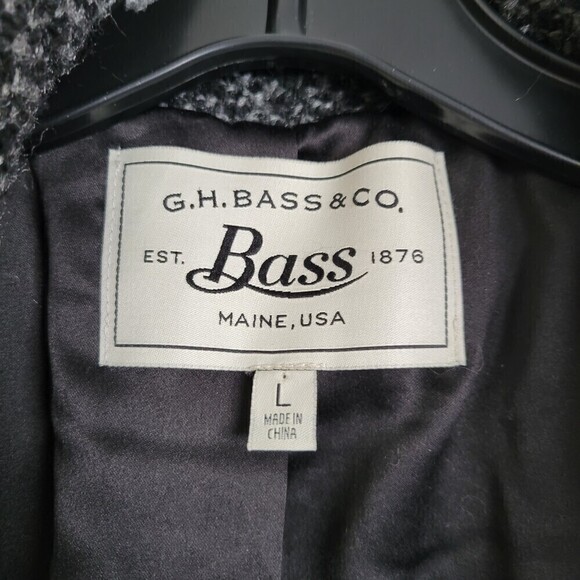 G.H.BASS & CO.
EST. Bass 1876
MAINE, USA
L
MADE IN
CHINA